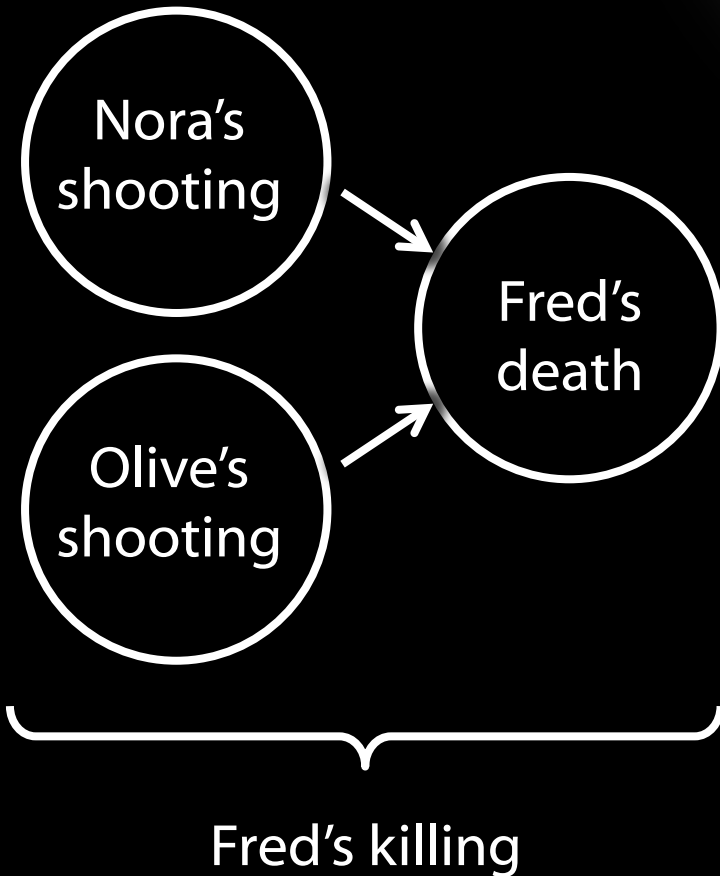 Nora’s
shooting
Fred’s
death
Olive’s
shooting
Fred’s killing